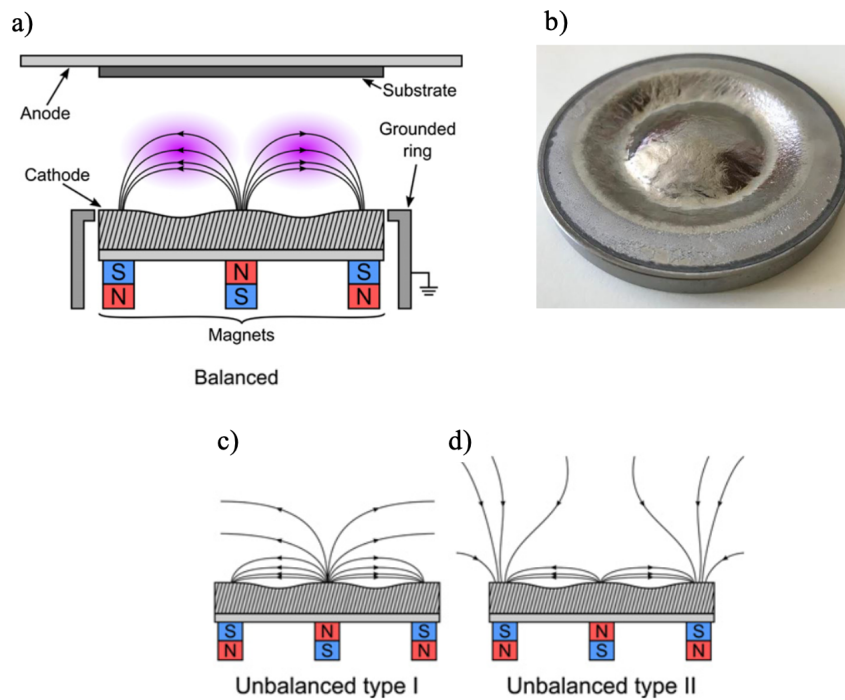 a)
b)
Substrate
Anode
Grounded
ring
Cathode
S N S
N S N
Magnets
Balanced
c)
d)
S N S S N S
N S N N S N
Unbalanced type I
Unbalanced type II